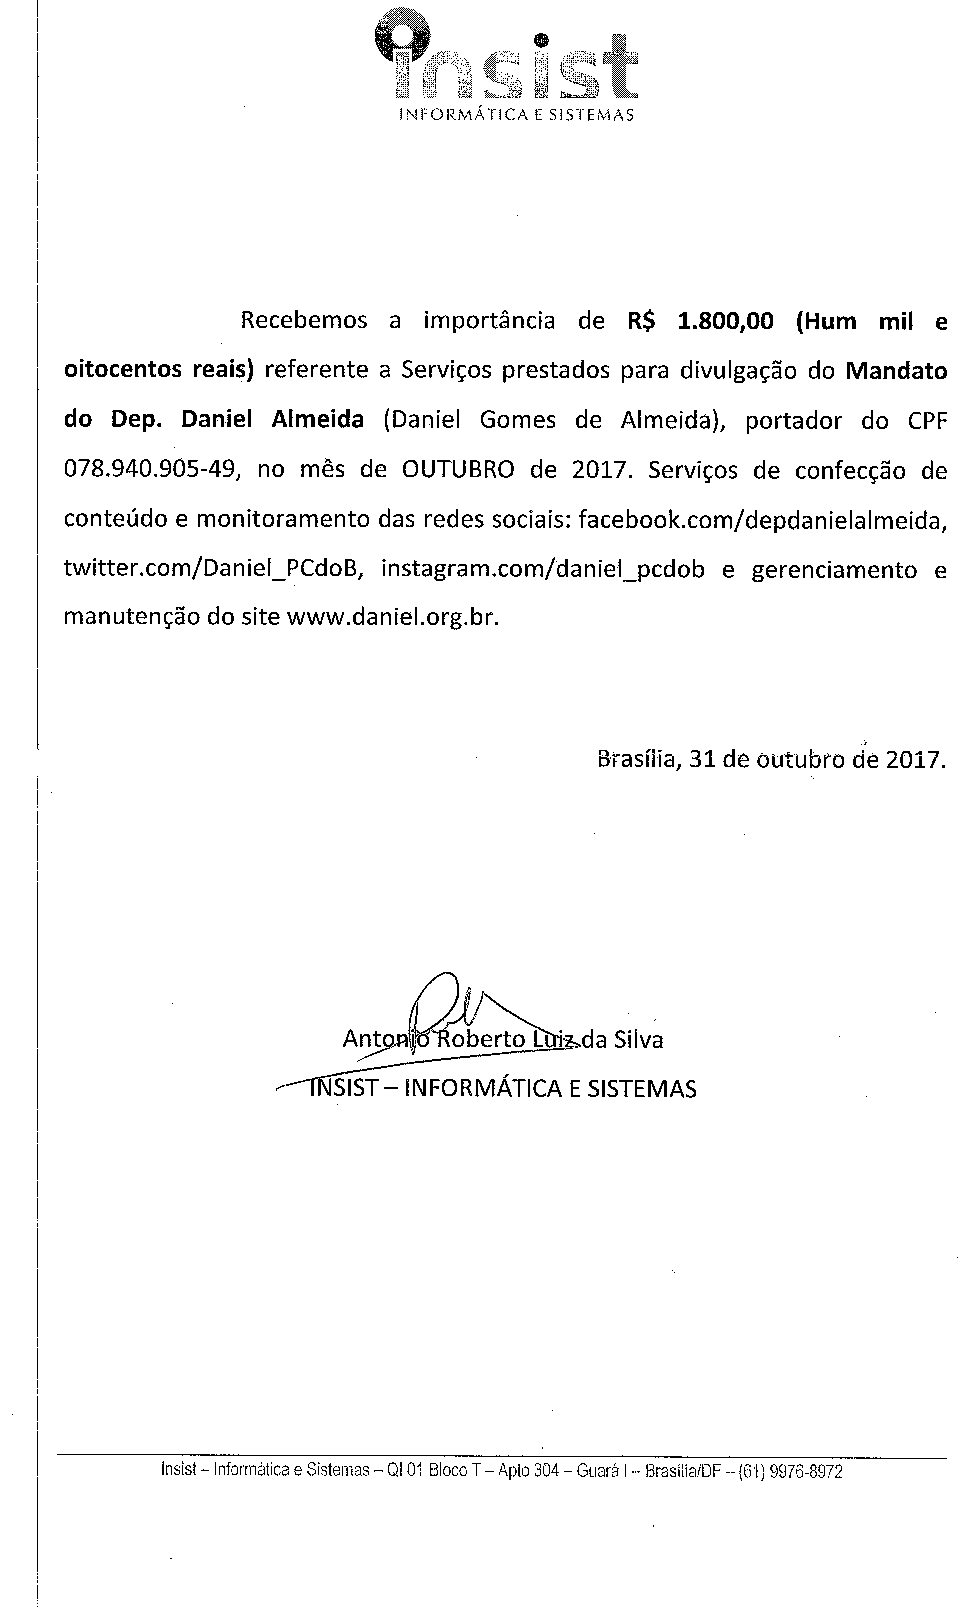 insist
INFORMÁTICA E SISTEMAS
Recebemos a importância de R$ 1.800,00 (Hum mil e
oitocentos reais) referente a Serviços prestados para divulgação do Mandato
do Dep. Daniel Almeida (Daniel Gomes de Almeida), portador do CPF
078.940.905-49, no mês de OUTUBRO de 2017. Serviços de confecção de
conteúdo e monitoramento das redes sociais: facebook.com/depdanielalmeida,
twitter.com/Daniel_PCdoB, instagram.com/daniel_pcdob e gerenciamento e
manutenção do site www.daniel.org.br.
Brasília, 31 de outubro de 2017.
Antonio Roberto Luiz da Silva
INSIST – INFORMÁTICA E SISTEMAS
Insist – Informática e Sistemas – QI 01 Bloco T – Apto 304 – Guará I – Brasília/DF – (61) 9976-8972